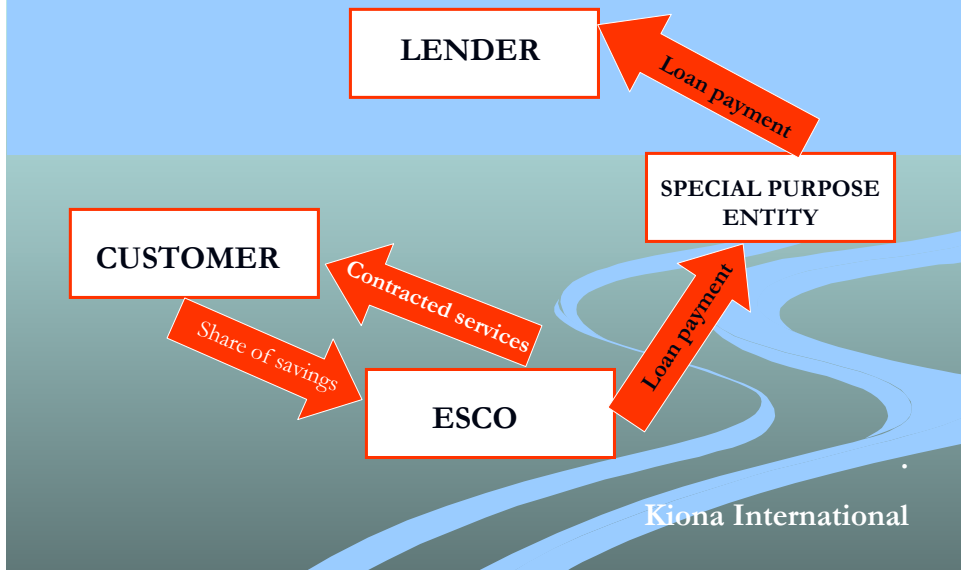 LENDER
Loan payment
SPECIAL PURPOSE
ENTITY
CUSTOMER
Contracted services
Loan payment
Share of savings
ESCO
.
Kiona International